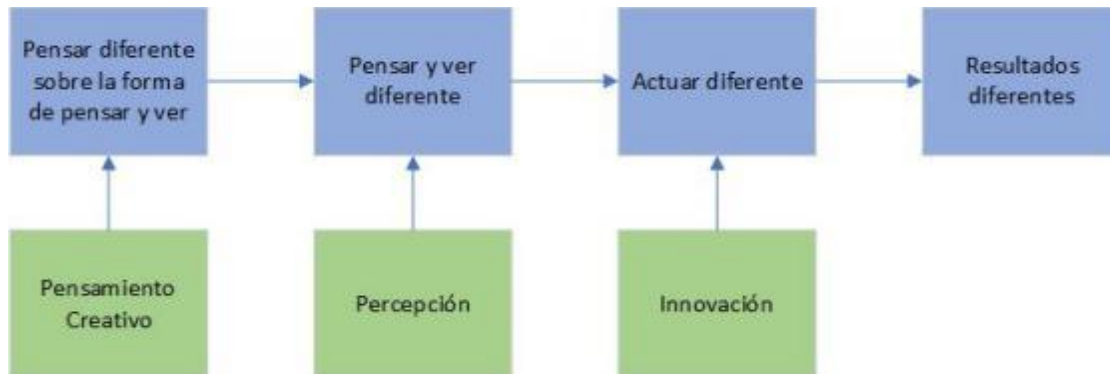 Pensar diferente
sobre la forma
de pensar y ver
Pensar y ver
diferente
Actuar diferente
Resultados
diferentes
Pensamiento
Creativo
Percepción
Innovación